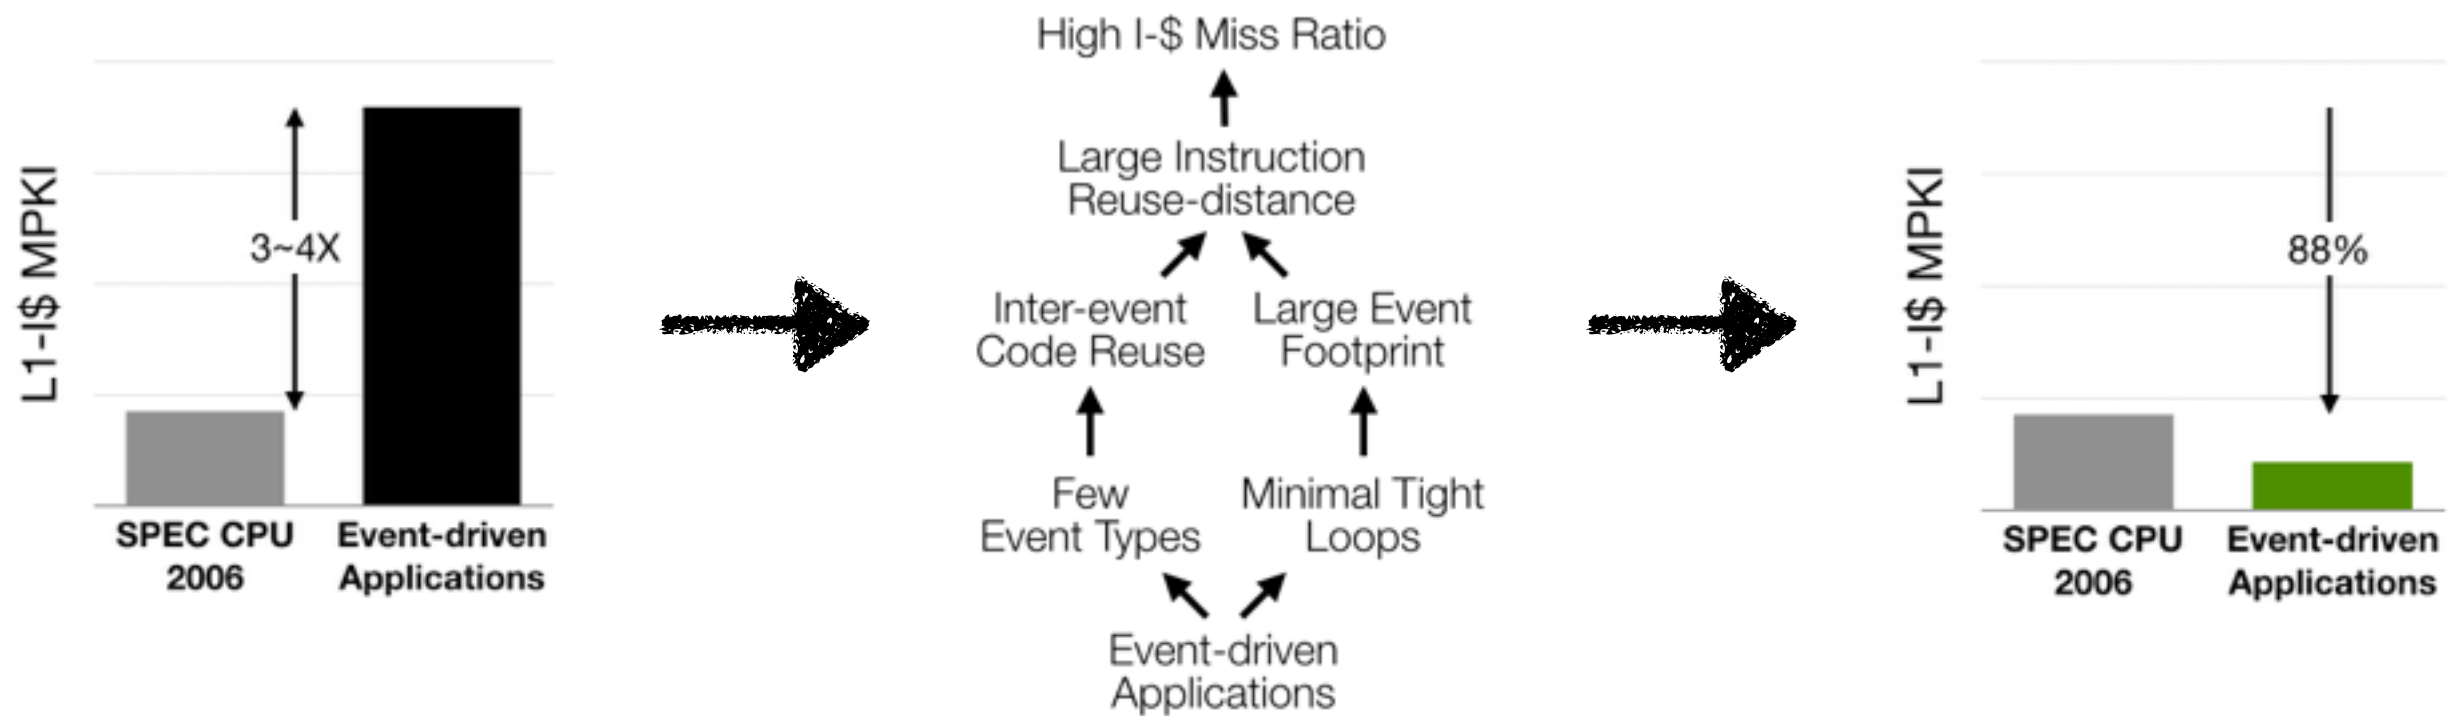 L1-I$ MPKI
3~4X
SPEC CPU
2006
Event-driven
Applications
High I-$ Miss Ratio
Large Instruction
Reuse-distance
Inter-event
Code Reuse
Large Event
Footprint
Few
Event Types
Minimal Tight
Loops
Event-driven
Applications
L1-I$ MPKI
88%
SPEC CPU
2006
Event-driven
Applications